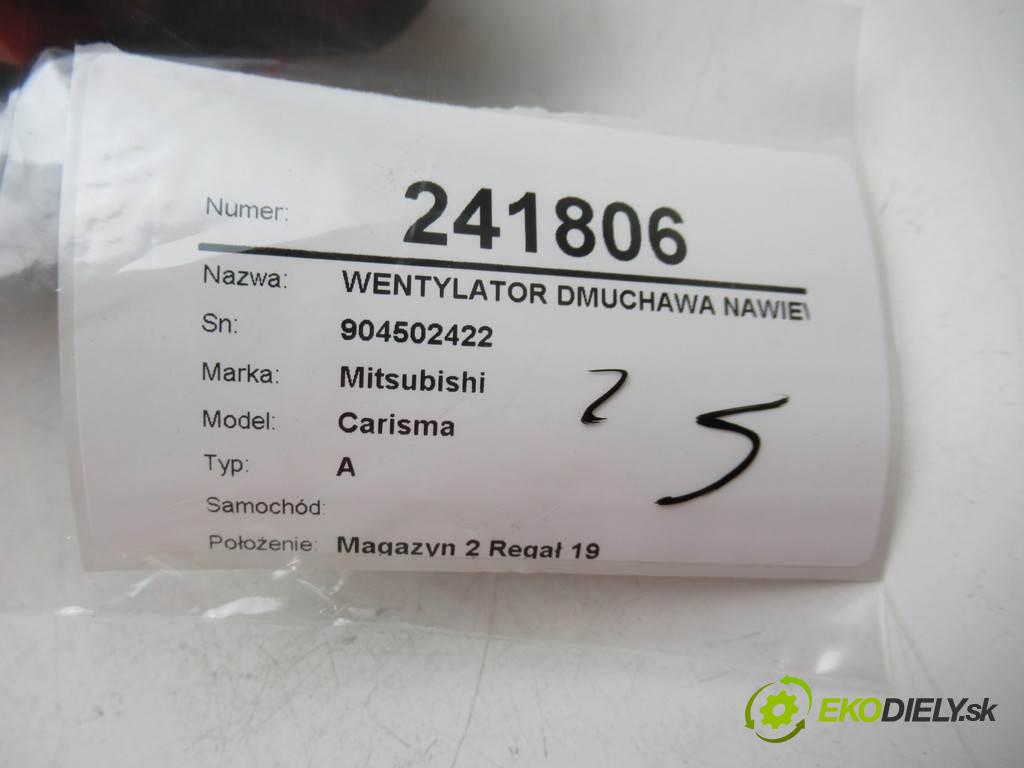 Numer: 241806
Nazwa: WENTYLATOR DMUCHAWA NAWIEW
Sn: 904502422
Marka: Mitsubishi
Model: Carisma
Typ: A
Samochód:
Położenie: Magazyn 2 Regał 19
2 5
EKODIELY.sk